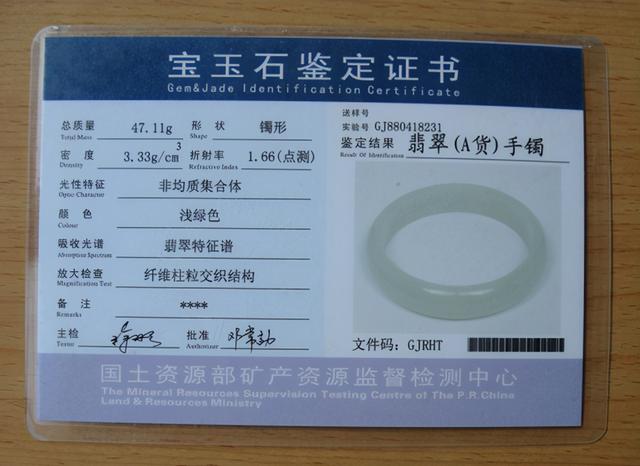 宝玉石鉴定证书
Gem&Jade Identification Certificate
总质量 47.11g 形状 镯形
Total Mass Shape
密度 3.33g/cm3 折射率 1.66(点测)
Density Refractive Index
光性特征 非均质集合体
Optic Character
颜色 浅绿色
Colour
吸收光谱 翡翠特征谱
Absorption Spectrum
放大检查 纤维柱粒交织结构
Magnification Test
备注 ****
Remarks
主检 批准 邓常劼
Tester Authorizer
送样号
实验号 GJ880418231
鉴定结果 翡翠(A货)手镯
Result Of Identification
文件码: GJRHT
国土资源部矿产资源监督检测中心
The Mineral Resources Supervision Testing Centre of The P.R.China
Land & Resources Ministry